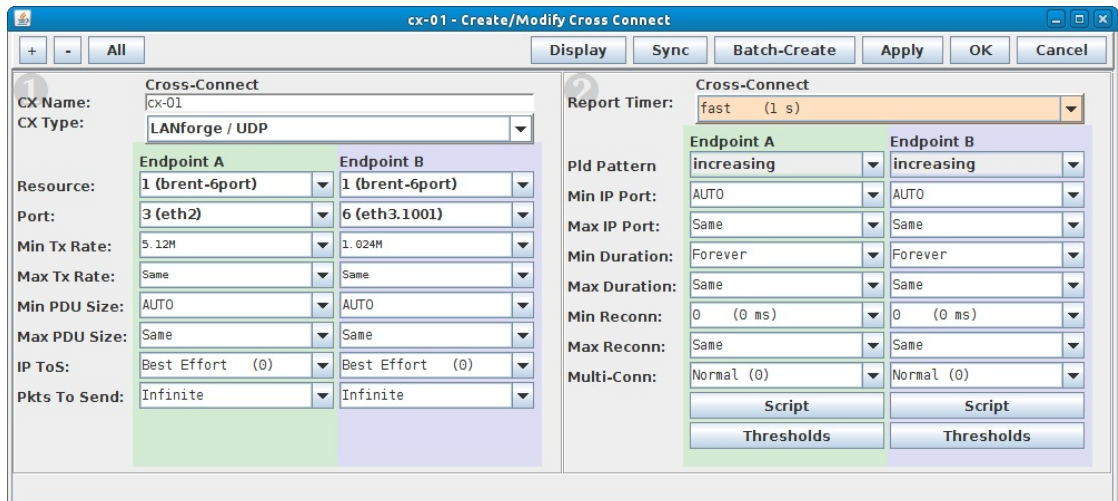 cx-01 - Create/Modify Cross Connect
+ - All Display Sync Batch-Create Apply OK Cancel
1
Cross-Connect
CX Name: cx-01
CX Type: LANforge / UDP
Endpoint A Endpoint B
Resource: 1 (brent-6port) 1 (brent-6port)
Port: 3 (eth2) 6 (eth3.1001)
Min Tx Rate: 5.12M 1.024M
Max Tx Rate: Same Same
Min PDU Size: AUTO AUTO
Max PDU Size: Same Same
IP ToS: Best Effort (0) Best Effort (0)
Pkts To Send: Infinite Infinite
2
Cross-Connect
Report Timer: fast (1 s)
Endpoint A Endpoint B
Pld Pattern increasing increasing
Min IP Port: AUTO AUTO
Max IP Port: Same Same
Min Duration: Forever Forever
Max Duration: Same Same
Min Reconn: 0 (0 ms) 0 (0 ms)
Max Reconn: Same Same
Multi-Conn: Normal (0) Normal (0)
Script Script
Thresholds Thresholds